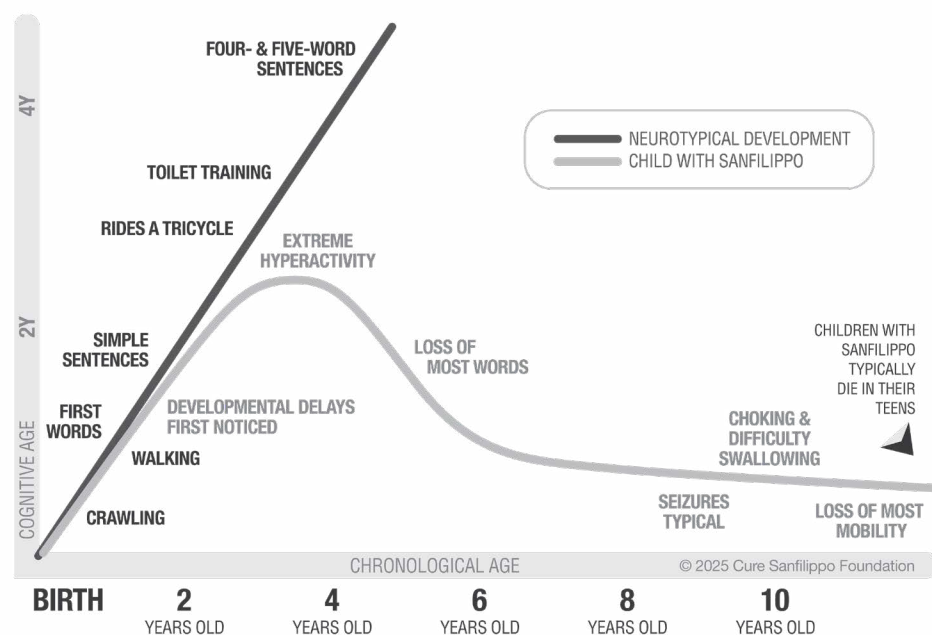 FOUR- & FIVE-WORD
SENTENCES
4Y
NEUROTYPICAL DEVELOPMENT
CHILD WITH SANFILIPPO
TOILET TRAINING
RIDES A TRICYCLE
EXTREME
HYPERACTIVITY
2Y
SIMPLE
SENTENCES
LOSS OF
MOST WORDS
CHILDREN WITH
SANFILIPPO
TYPICALLY
DIE IN THEIR
TEENS
FIRST
WORDS
DEVELOPMENTAL DELAYS
FIRST NOTICED
CHOKING &
DIFFICULTY
SWALLOWING
WALKING
COGNITIVE AGE
CRAWLING
SEIZURES
TYPICAL
LOSS OF MOST
MOBILITY
CHRONOLOGICAL AGE
© 2025 Cure Sanfilippo Foundation
BIRTH
2
YEARS OLD
4
YEARS OLD
6
YEARS OLD
8
YEARS OLD
10
YEARS OLD